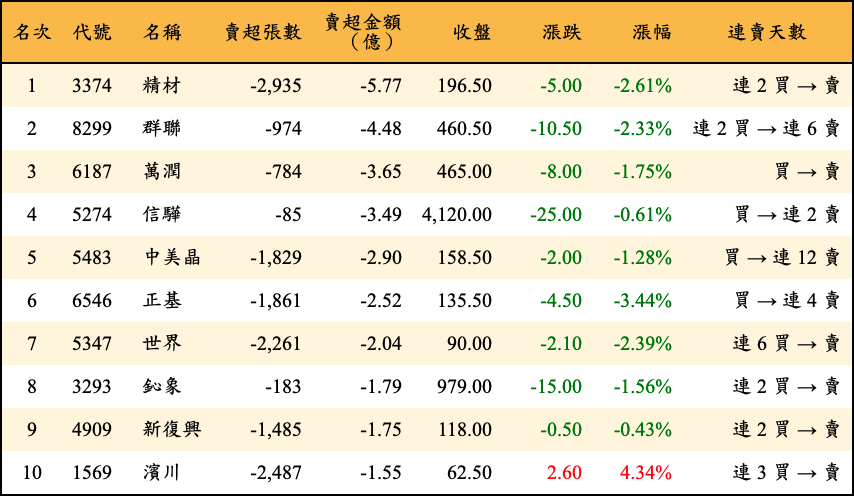 名次 代號 名稱 賣超張數 賣超金額（億） 收盤 漲跌 漲幅 連賣天數
1 3374 精材 -2,935 -5.77 196.50 -5.00 -2.61% 連 2 買 → 賣
2 8299 群聯 -974 -4.48 460.50 -10.50 -2.33% 連 2 買 → 連 6 賣
3 6187 萬潤 -784 -3.65 465.00 -8.00 -1.75% 買 → 賣
4 5274 信驊 -85 -3.49 4,120.00 -25.00 -0.61% 買 → 連 2 賣
5 5483 中美晶 -1,829 -2.90 158.50 -2.00 -1.28% 買 → 連 12 賣
6 6546 正基 -1,861 -2.52 135.50 -4.50 -3.44% 買 → 連 4 賣
7 5347 世界 -2,261 -2.04 90.00 -2.10 -2.39% 連 6 買 → 賣
8 3293 鈊象 -183 -1.79 979.00 -15.00 -1.56% 連 2 買 → 賣
9 4909 新復興 -1,485 -1.75 118.00 -0.50 -0.43% 連 2 買 → 賣
10 1569 濱川 -2,487 -1.55 62.50 2.60 4.34% 連 3 買 → 賣